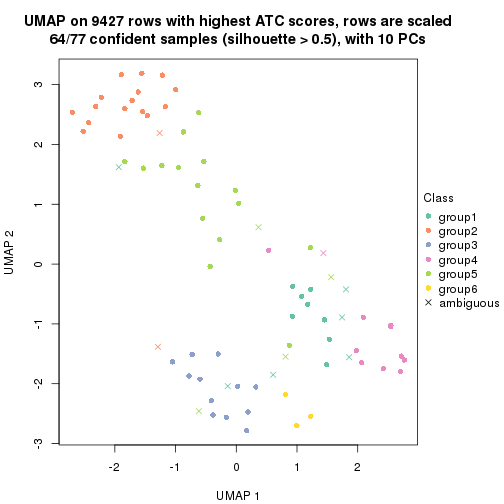 UMAP on 9427 rows with highest ATC scores, rows are scaled
64/77 confident samples (silhouette > 0.5), with 10 PCs
3
2
1
0
-1
-2
-3
UMAP 2
-2
-1
0
1
2
UMAP 1
Class
group1
group2
group3
group4
group5
group6
ambiguous